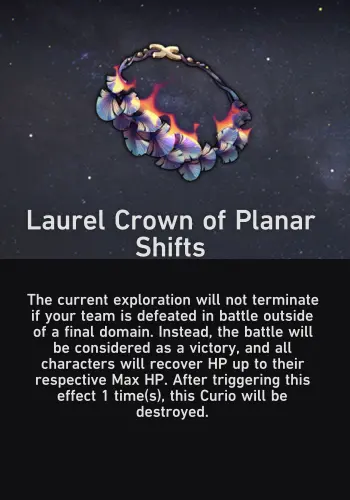 Laurel Crown of Planar
Shifts
The current exploration will not terminate
if your team is defeated in battle outside
of a final domain. Instead, the battle will
be considered as a victory, and all
characters will recover HP up to their
respective Max HP. After triggering this
effect 1 time(s), this Curio will be
destroyed.